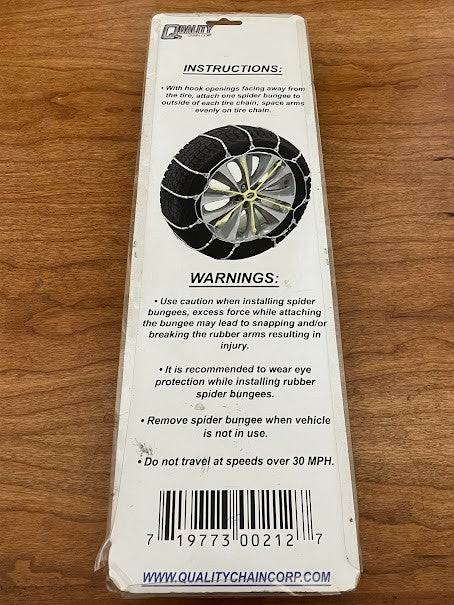 QUALITY
CHAIN CORP.
INSTRUCTIONS:
• With hook openings facing away from
the tire, attach one spider bungee to
outside of each tire chain; space arms
evenly on tire chain.
WARNINGS:
• Use caution when installing spider
bungees, excess force while attaching
the bungee may lead to snapping and/or
breaking the rubber arms resulting in
injury.
• It is recommended to wear eye
protection while installing rubber
spider bungees.
• Remove spider bungee when vehicle
is not in use.
• Do not travel at speeds over 30 MPH.
7 19773 00212 7
WWW.QUALITYCHAINCORP.COM